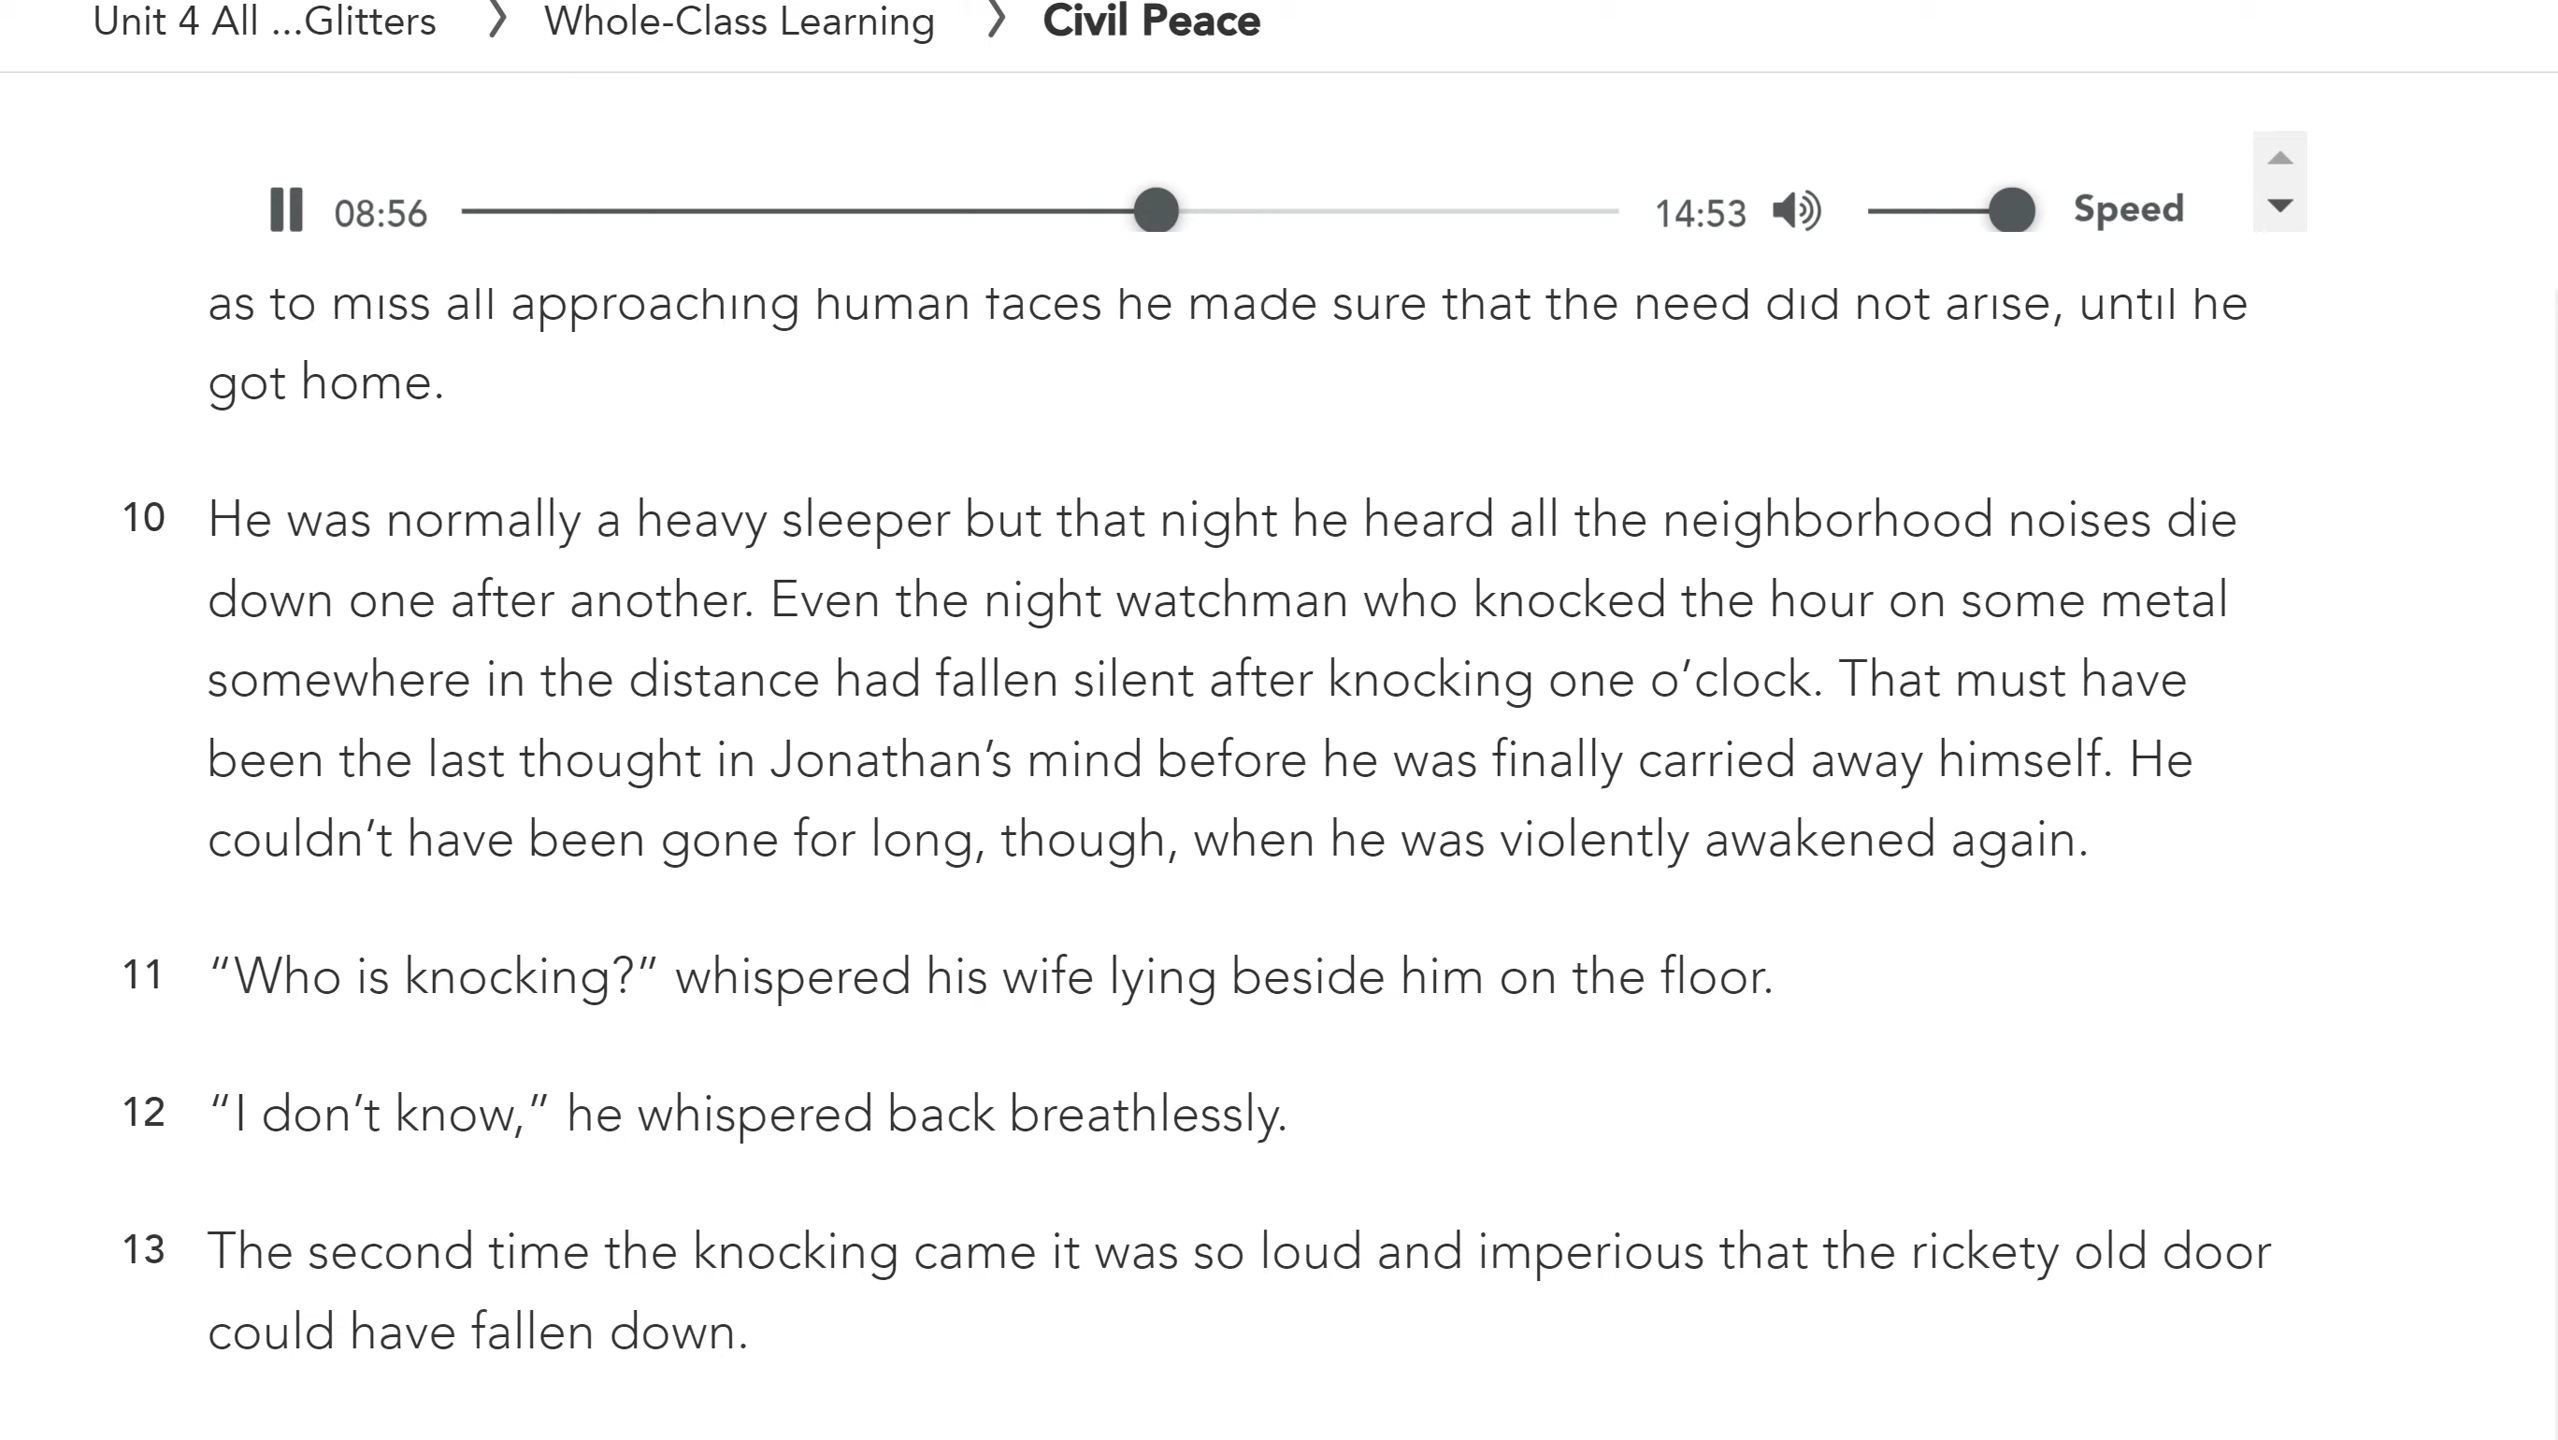 Unit 4 All ...Glitters > Whole-Class Learning > Civil Peace
08:56 14:53 Speed
as to miss all approaching human faces he made sure that the need did not arise, until he
got home.
10 He was normally a heavy sleeper but that night he heard all the neighborhood noises die
down one after another. Even the night watchman who knocked the hour on some metal
somewhere in the distance had fallen silent after knocking one o’clock. That must have
been the last thought in Jonathan’s mind before he was finally carried away himself. He
couldn’t have been gone for long, though, when he was violently awakened again.
11 “Who is knocking?” whispered his wife lying beside him on the floor.
12 “I don’t know,” he whispered back breathlessly.
13 The second time the knocking came it was so loud and imperious that the rickety old door
could have fallen down.